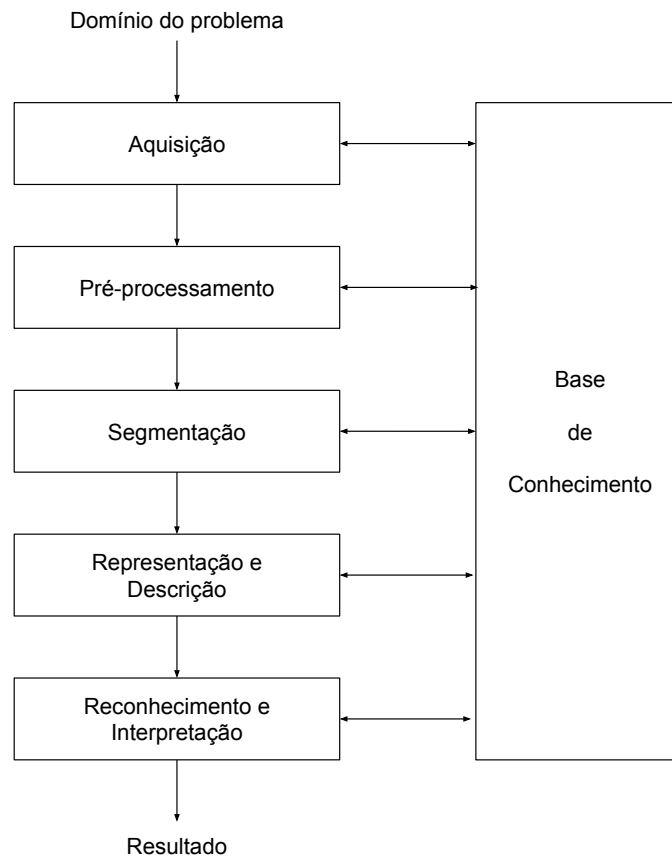 Domínio do problema
Aquisição
Pré-processamento
Segmentação
Representação e
Descrição
Reconhecimento e
Interpretação
Resultado
Base
de
Conhecimento